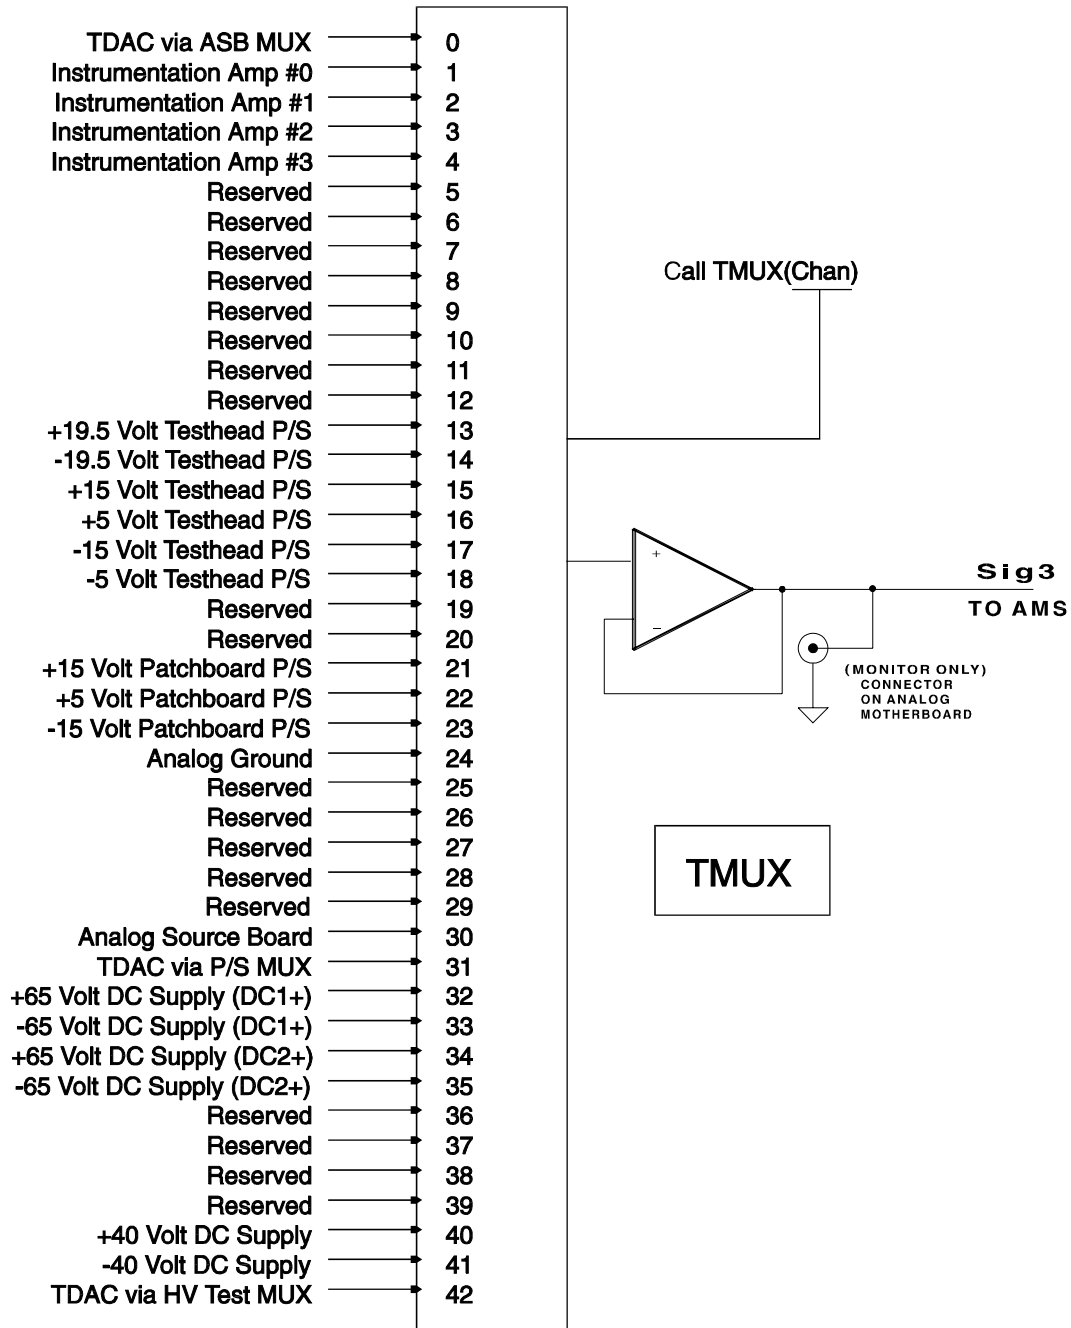 TDAC via ASB MUX 0
Instrumentation Amp #0 1
Instrumentation Amp #1 2
Instrumentation Amp #2 3
Instrumentation Amp #3 4
Reserved 5
Reserved 6
Reserved 7
Reserved 8
Reserved 9
Reserved 10
Reserved 11
Reserved 12
+19.5 Volt Testhead P/S 13
-19.5 Volt Testhead P/S 14
+15 Volt Testhead P/S 15
+5 Volt Testhead P/S 16
-15 Volt Testhead P/S 17
-5 Volt Testhead P/S 18
Reserved 19
Reserved 20
+15 Volt Patchboard P/S 21
+5 Volt Patchboard P/S 22
-15 Volt Patchboard P/S 23
Analog Ground 24
Reserved 25
Reserved 26
Reserved 27
Reserved 28
Reserved 29
Analog Source Board 30
TDAC via P/S MUX 31
+65 Volt DC Supply (DC1+) 32
-65 Volt DC Supply (DC1+) 33
+65 Volt DC Supply (DC2+) 34
-65 Volt DC Supply (DC2+) 35
Reserved 36
Reserved 37
Reserved 38
Reserved 39
+40 Volt DC Supply 40
-40 Volt DC Supply 41
TDAC via HV Test MUX 42
Call TMUX(Chan)
+
−
Sig3
TO AMS
(MONITOR ONLY)
CONNECTOR
ON ANALOG
MOTHERBOARD
TMUX